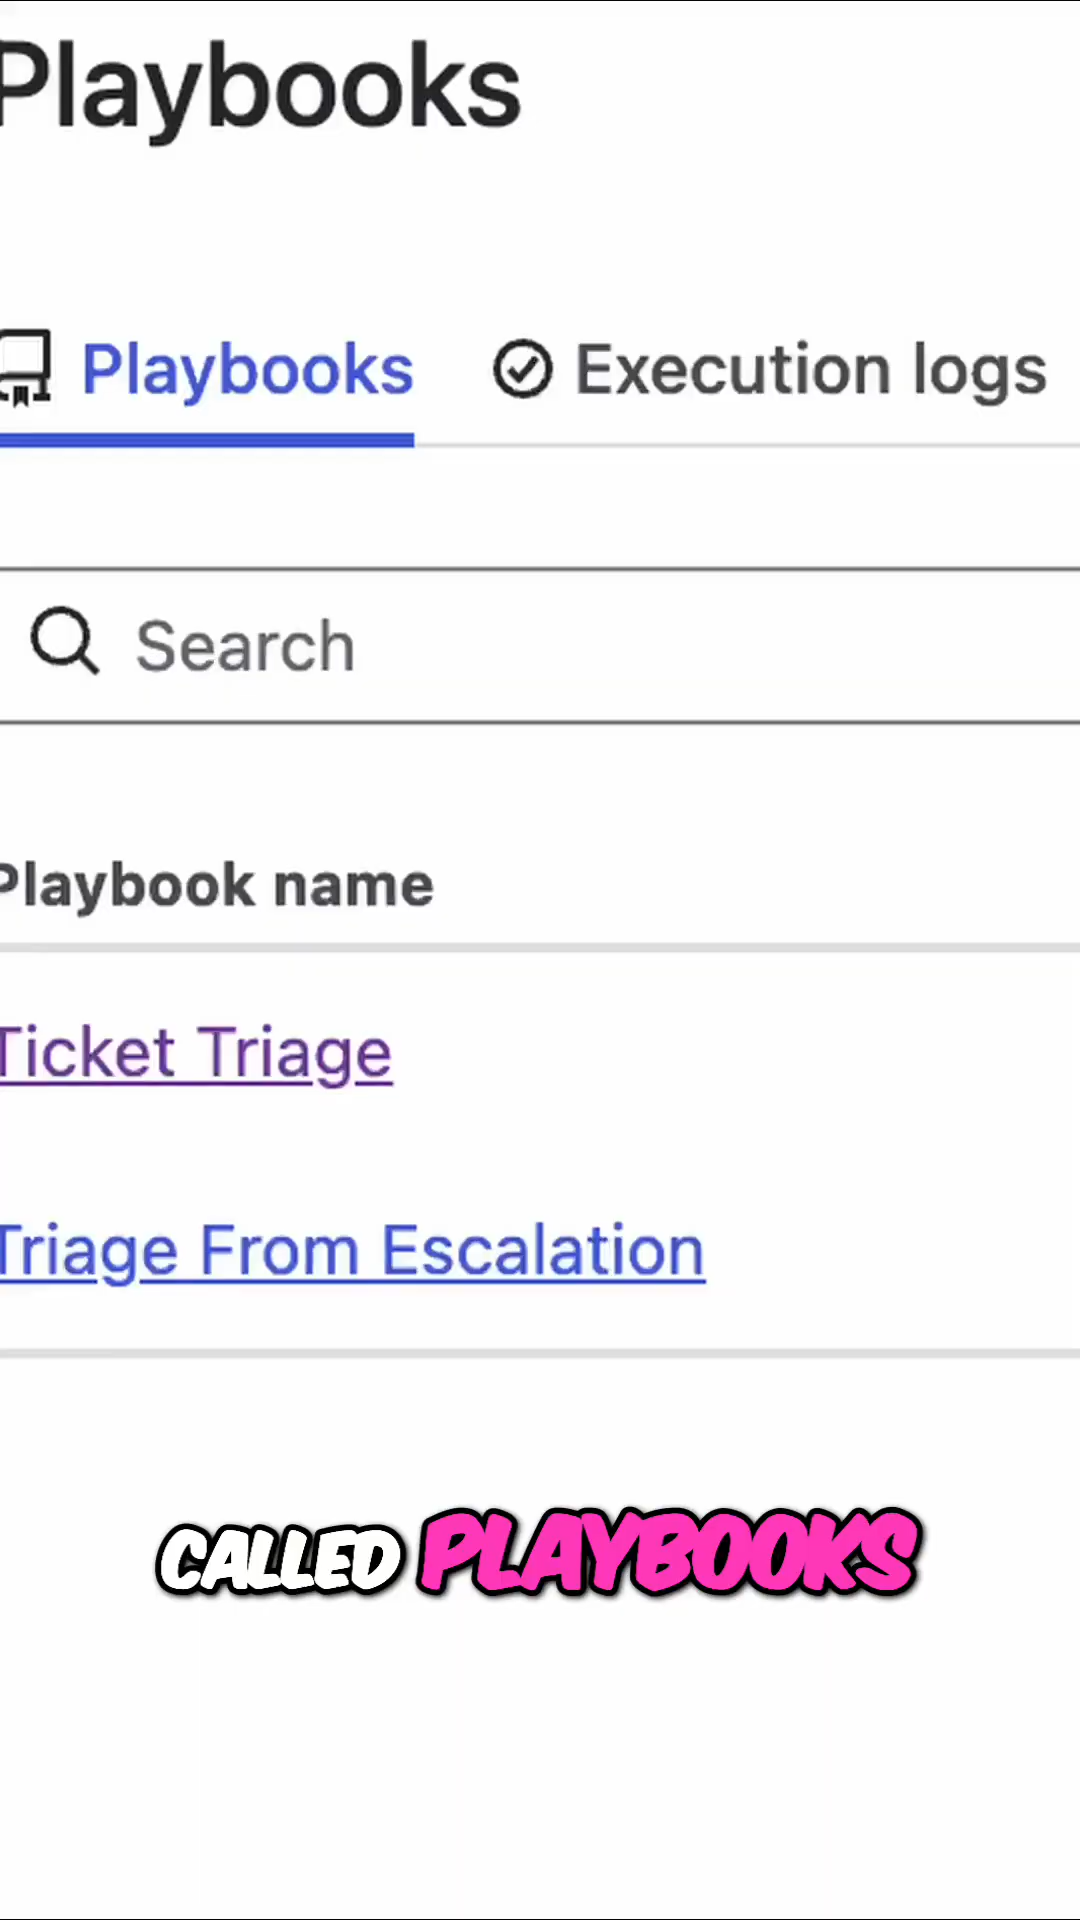 Playbooks
Playbooks Execution logs
Search
Playbook name
Ticket Triage
Triage From Escalation
CALLED PLAYBOOKS